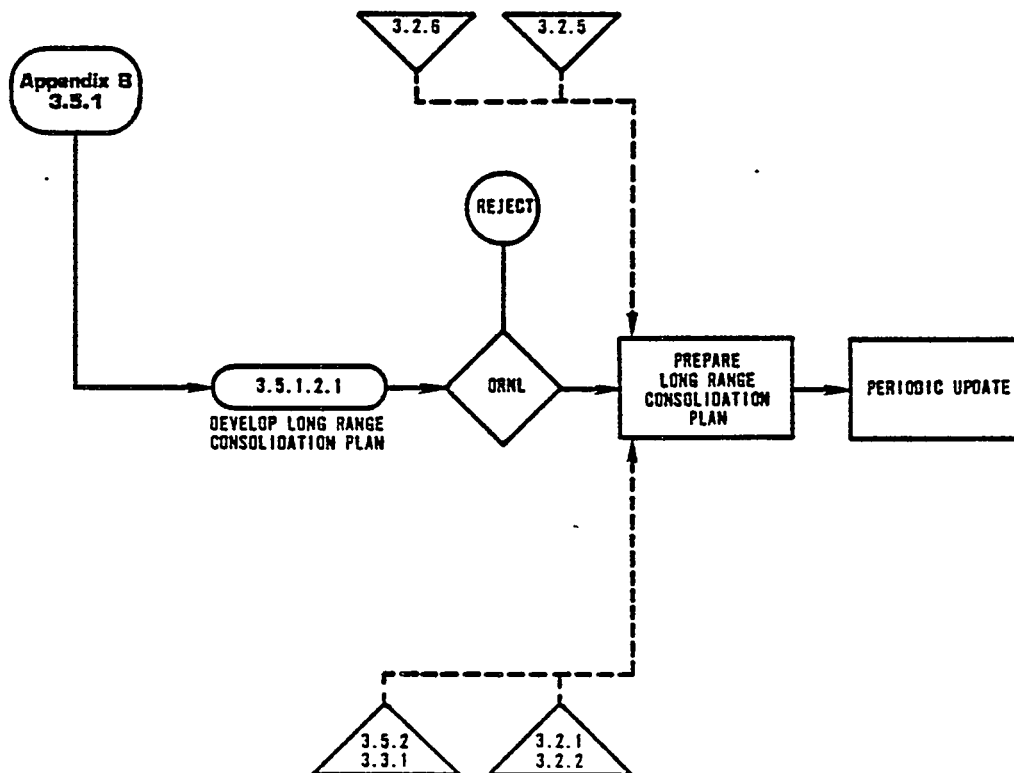 3.2.6
3.2.5
Appendix B
3.5.1
REJECT
3.5.1.2.1
DEVELOP LONG RANGE
CONSOLIDATION PLAN
ORNL
PREPARE
LONG RANGE
CONSOLIDATION
PLAN
PERIODIC UPDATE
3.5.2
3.3.1
3.2.1
3.2.2